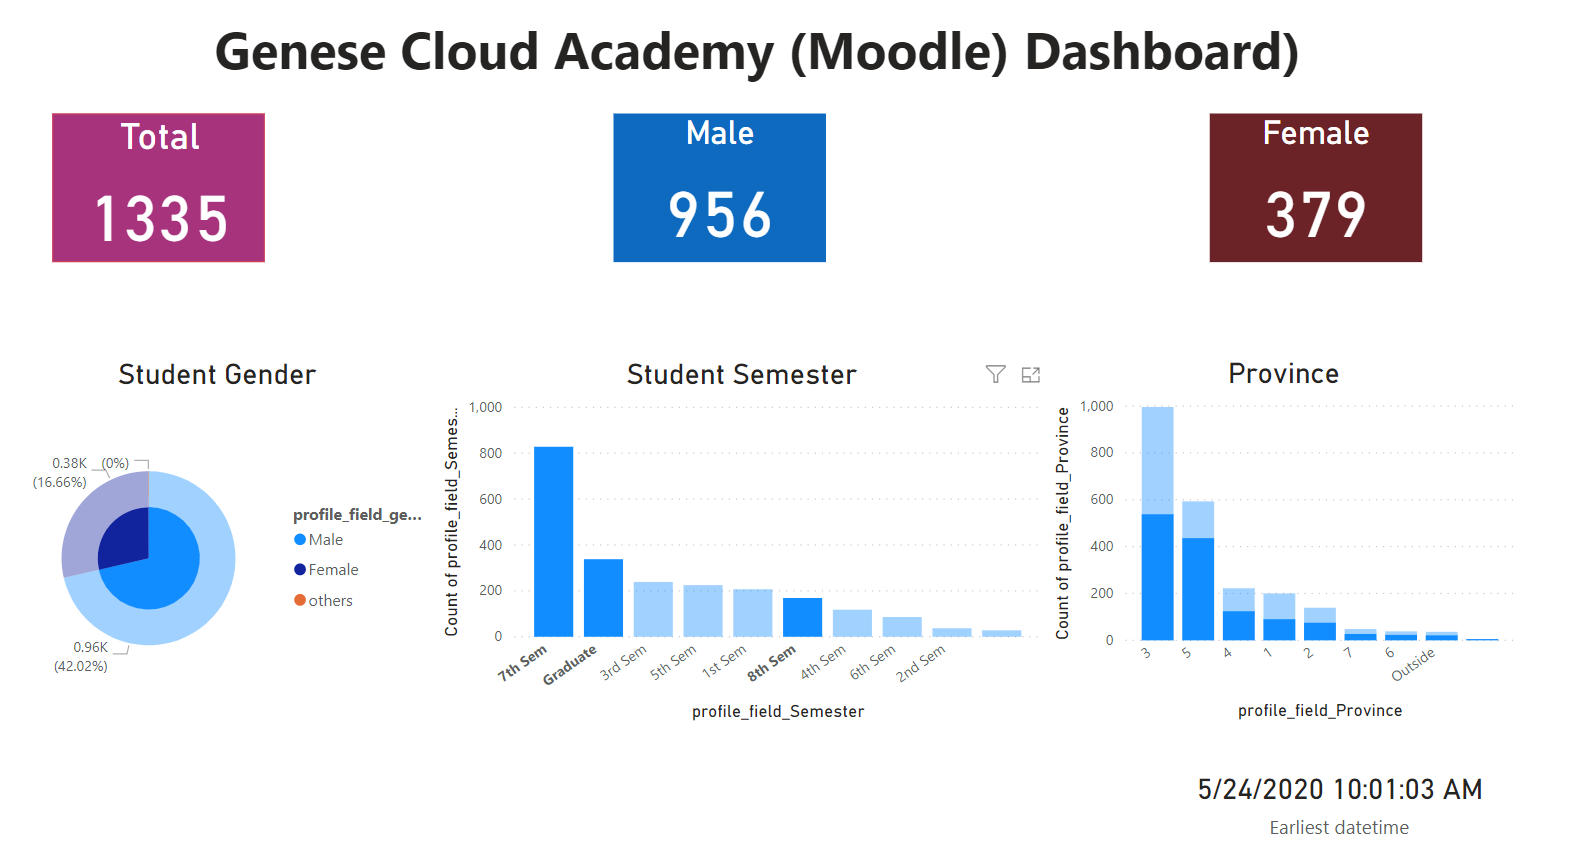 Genese Cloud Academy (Moodle) Dashboard)
Total
1335
Male
956
Female
379
Student Gender
0.38K
(16.66%)
(0%)
0.96K
(42.02%)
profile_field_ge...
Male
Female
others
Student Semester
Count of profile_field_Semes...
1,000
800
600
400
200
0
7th Sem
Graduate
3rd Sem
5th Sem
1st Sem
8th Sem
4th Sem
6th Sem
2nd Sem
profile_field_Semester
Province
Count of profile_field_Province
1,000
800
600
400
200
0
3
5
4
1
2
7
6
Outside
profile_field_Province
5/24/2020 10:01:03 AM
Earliest datetime